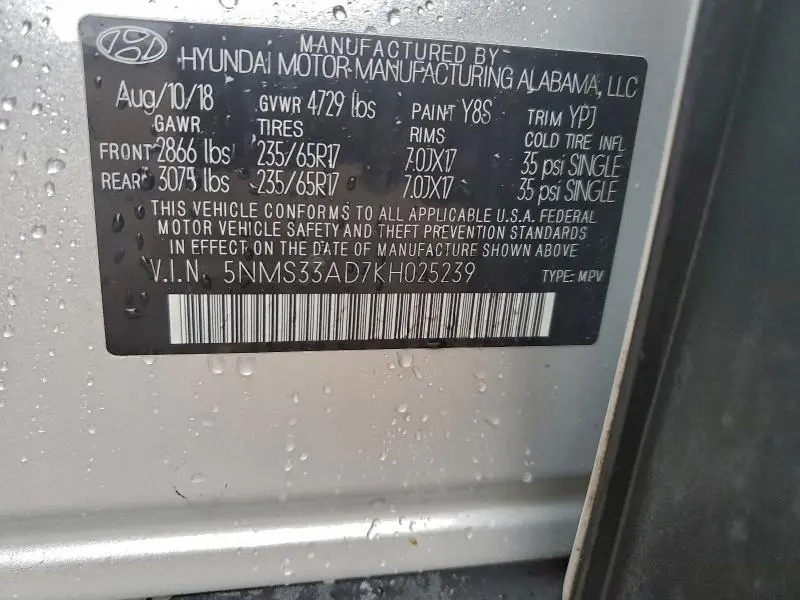 MANUFACTURED BY
HYUNDAI MOTOR MANUFACTURING ALABAMA, LLC
Aug/10/18 GVWR 4729 lbs PAINT Y8S TRIM YPJ
GAWR TIRES RIMS COLD TIRE INFL
FRONT 2866 lbs 235/65R17 7.0JX17 35 psi SINGLE
REAR 3075 lbs 235/65R17 7.0JX17 35 psi SINGLE
THIS VEHICLE CONFORMS TO ALL APPLICABLE U.S.A. FEDERAL
MOTOR VEHICLE SAFETY AND THEFT PREVENTION STANDARDS
IN EFFECT ON THE DATE OF MANUFACTURE SHOWN ABOVE
V.I.N. 5NMS33AD7KH025239 TYPE: MPV